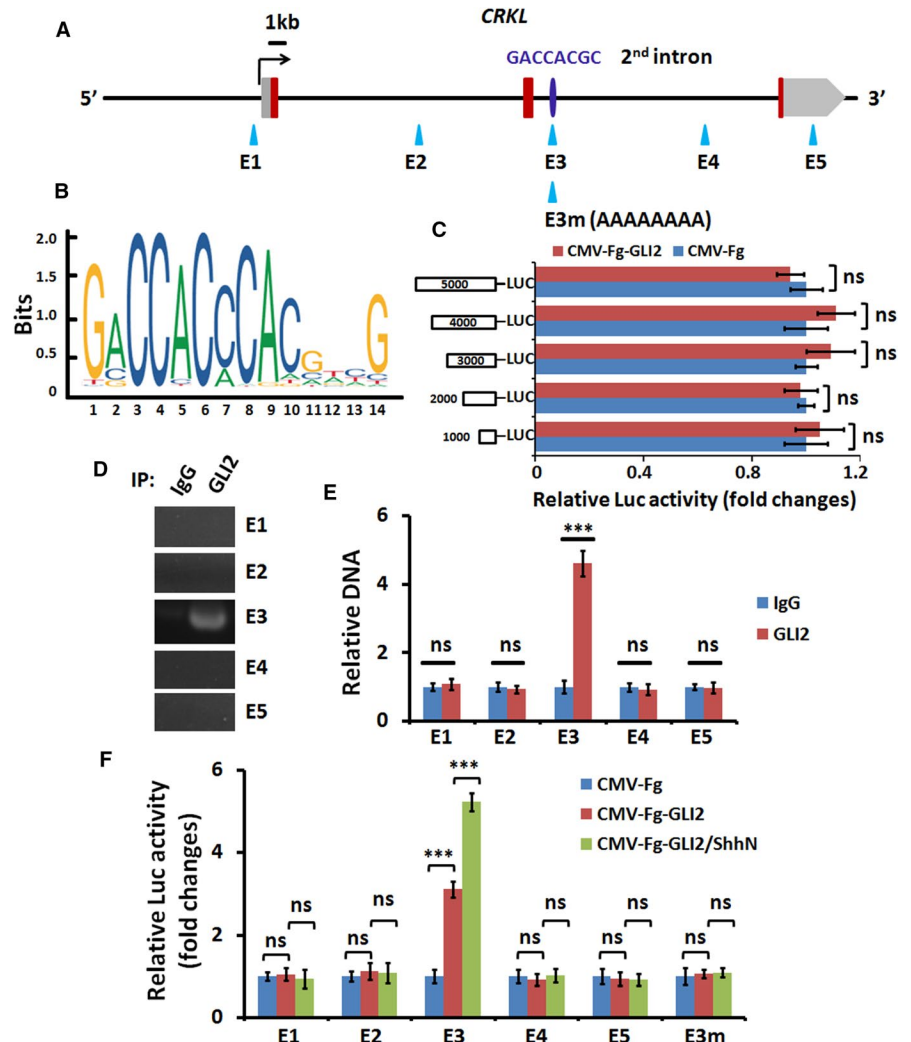 A
1kb
CRKL
GACCACGC 2nd intron
5’
3’
E1
E2
E3
E4
E5
E3m (AAAAAAAA)
B
Bits
2.0
1.5
1.0
0.5
0
1 2 3 4 5 6 7 8 9 10 11 12 13 14
C
CMV-Fg-GLI2 CMV-Fg
5000 LUC ns
4000 LUC ns
3000 LUC ns
2000 LUC ns
1000 LUC ns
0 0.4 0.8 1.2
Relative Luc activity (fold changes)
D
IP: IgG GLI2
E1
E2
E3
E4
E5
E
Relative DNA
6
4
2
0
ns ns *** ns ns
E1 E2 E3 E4 E5
IgG
GLI2
F
Relative Luc activity
(fold changes)
6
4
2
0
CMV-Fg
CMV-Fg-GLI2
CMV-Fg-GLI2/ShhN
ns ns ns ns *** *** ns ns ns ns ns ns
E1 E2 E3 E4 E5 E3m